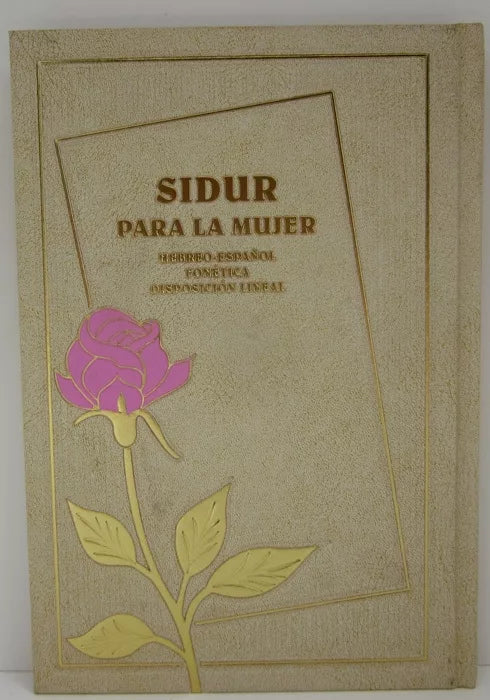 SIDUR
PARA LA MUJER
HEBREO-ESPAÑOL
FONÉTICA
DISPOSICIÓN LINEAL